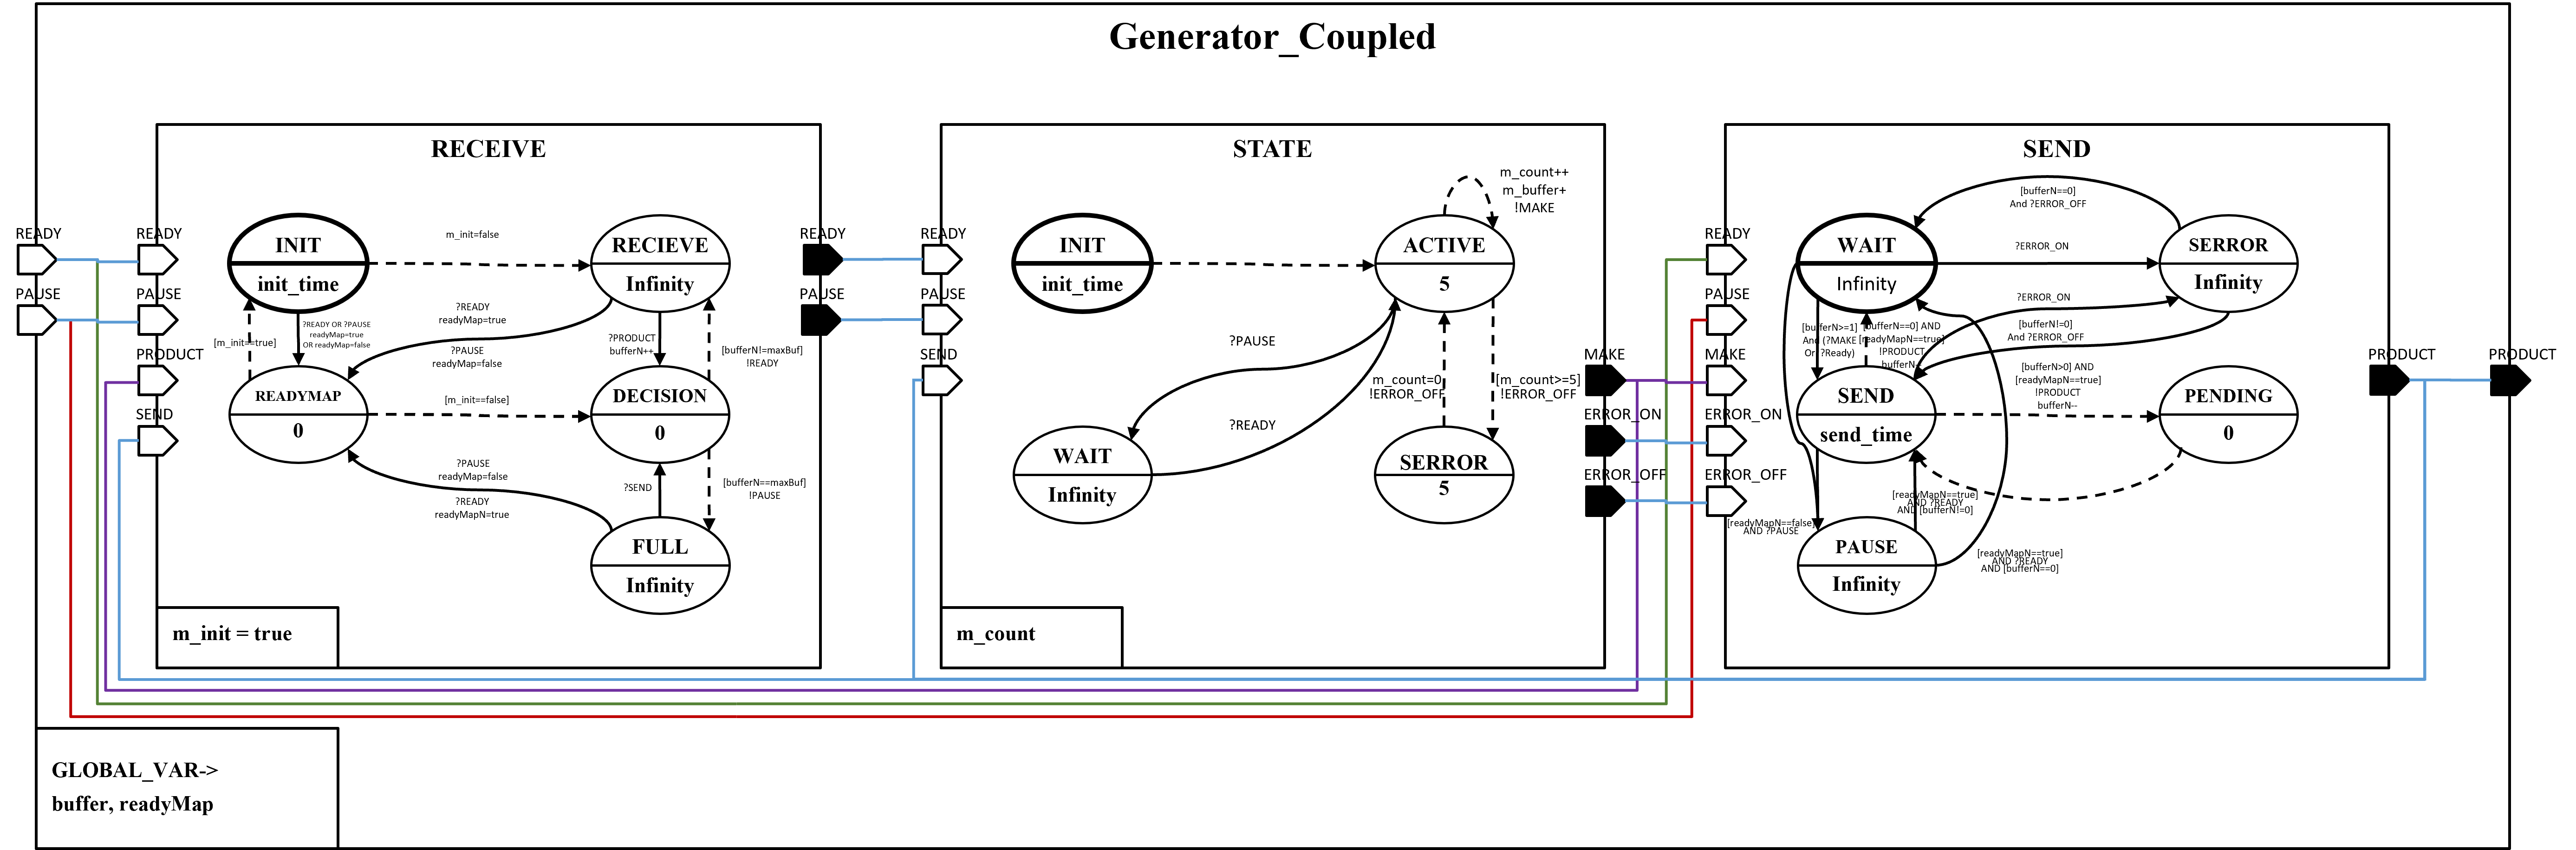 Generator_Coupled
READY
PAUSE
RECEIVE
READY
PAUSE
PRODUCT
SEND
INIT
init_time
m_init=false
RECIEVE
Infinity
?READY OR ?PAUSE
readyMap=true
OR readyMap=false
[m_init==true]
?READY
readyMap=true
?PAUSE
readyMap=false
?PRODUCT
bufferN++
[bufferN!=maxBuf]
!READY
READYMAP
0
[m_init==false]
DECISION
0
?PAUSE
readyMap=false
?READY
readyMapN=true
?SEND
[bufferN==maxBuf]
!PAUSE
FULL
Infinity
m_init = true
READY
PAUSE
STATE
READY
PAUSE
SEND
INIT
init_time
m_count++
m_buffer+
!MAKE
ACTIVE
5
?PAUSE
?READY
m_count=0
!ERROR_OFF
[m_count>=5]
!ERROR_OFF
WAIT
Infinity
SERROR
5
m_count
MAKE
ERROR_ON
ERROR_OFF
SEND
READY
PAUSE
MAKE
ERROR_ON
ERROR_OFF
[bufferN==0]
And ?ERROR_OFF
WAIT
Infinity
?ERROR_ON
SERROR
Infinity
?ERROR_ON
[bufferN!=0]
And ?ERROR_OFF
[bufferN>=1]
And (?MAKE
Or ?Ready)
[bufferN==0] AND
[readyMapN==true]
!PRODUCT
bufferN-
[bufferN>0] AND
[readyMapN==true]
!PRODUCT
bufferN--
SEND
send_time
PENDING
0
[readyMapN==true]
AND ?READY
AND [bufferN!=0]
[readyMapN==false]
AND ?PAUSE
PAUSE
Infinity
[readyMapN==true]
AND ?READY
AND [bufferN==0]
PRODUCT
PRODUCT
GLOBAL_VAR->
buffer, readyMap